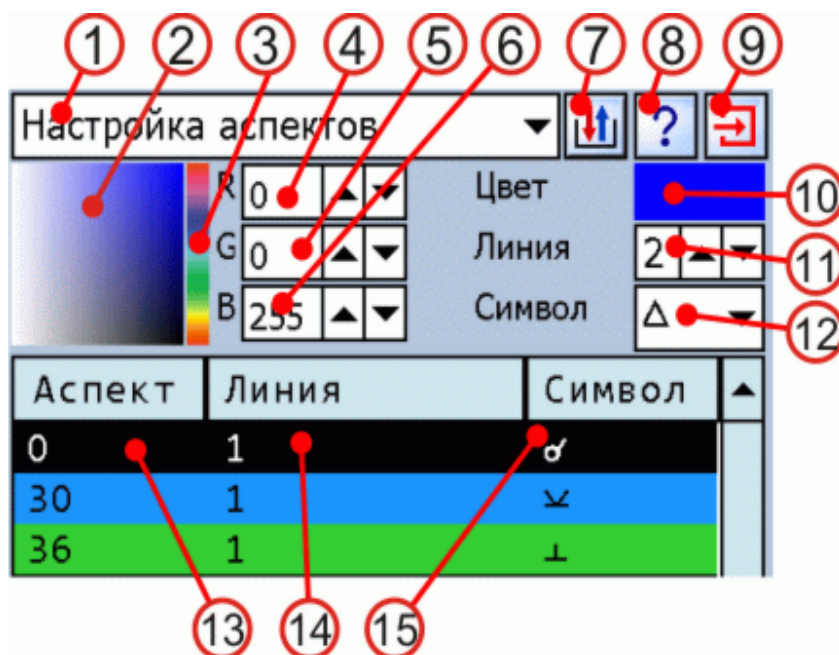 1 2 3 4 5 6 7 8 9
Настройка аспектов ?
R 0 Цвет 10
G 0 Линия 2 11
B 255 Символ △ 12
Аспект Линия Символ
0 1 ☌
30 1 ⚺
36 1 ⊥
13 14 15